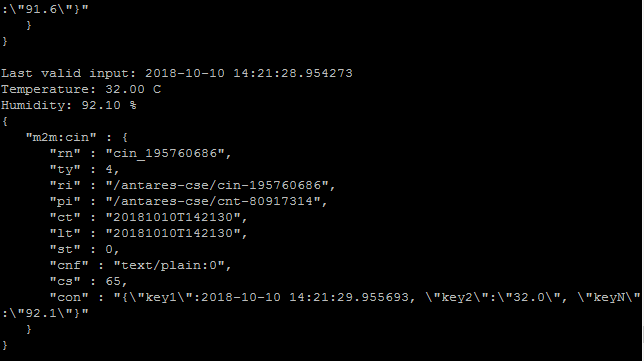 :\"91.6\"}"
}
}
Last valid input: 2018-10-10 14:21:28.954273
Temperature: 32.00 C
Humidity: 92.10 %
{
"m2m:cin" : {
"rn" : "cin_195760686",
"ty" : 4,
"ri" : "/antares-cse/cin-195760686",
"pi" : "/antares-cse/cnt-80917314",
"ct" : "20181010T142130",
"lt" : "20181010T142130",
"st" : 0,
"cnf" : "text/plain:0",
"cs" : 65,
"con" : "{\"key1\":2018-10-10 14:21:29.955693, \"key2\":\"32.0\", \"keyN\"
:\"92.1\"}"
}
}